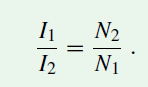 I₁/I₂ = N₂/N₁ .